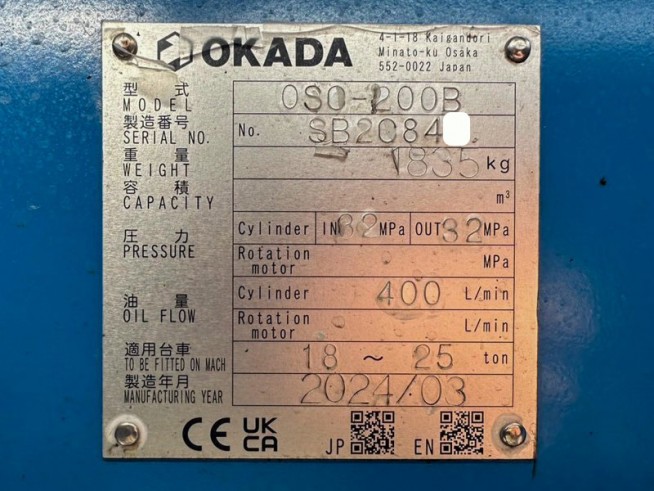 OKADA
4-1-18 Kaigandori
Minato-ku Osaka
552-0022 Japan
型 式
MODEL OSC-200B
製造番号
SERIAL NO. No. SB2084
重 量
WEIGHT 1835 kg
容 積
CAPACITY m³
圧 力
PRESSURE
Cylinder IN 32 MPa OUT 32 MPa
Rotation motor MPa
油 量
OIL FLOW
Cylinder 400 L/min
Rotation motor L/min
適用台車
TO BE FITTED ON MACH 18 ~ 25 ton
製造年月
MANUFACTURING YEAR 2024/03
CE UK CA JP EN